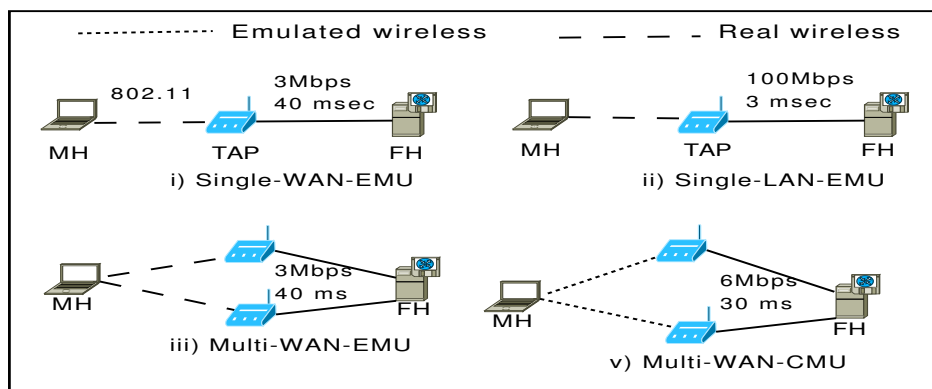 Emulated wireless
Real wireless
802.11
3Mbps
40 msec
MH
TAP
FH
i) Single-WAN-EMU
100Mbps
3 msec
MH
TAP
FH
ii) Single-LAN-EMU
3Mbps
40 ms
MH
FH
iii) Multi-WAN-EMU
6Mbps
30 ms
MH
FH
v) Multi-WAN-CMU